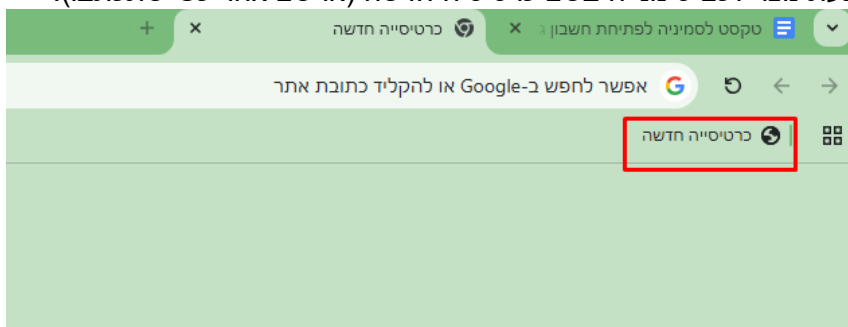 טקסט לסמיניה לפתיחת חשבון ג
כרטיסייה חדשה
אפשר לחפש ב-Google או להקליד כתובת אתר
כרטיסייה חדשה